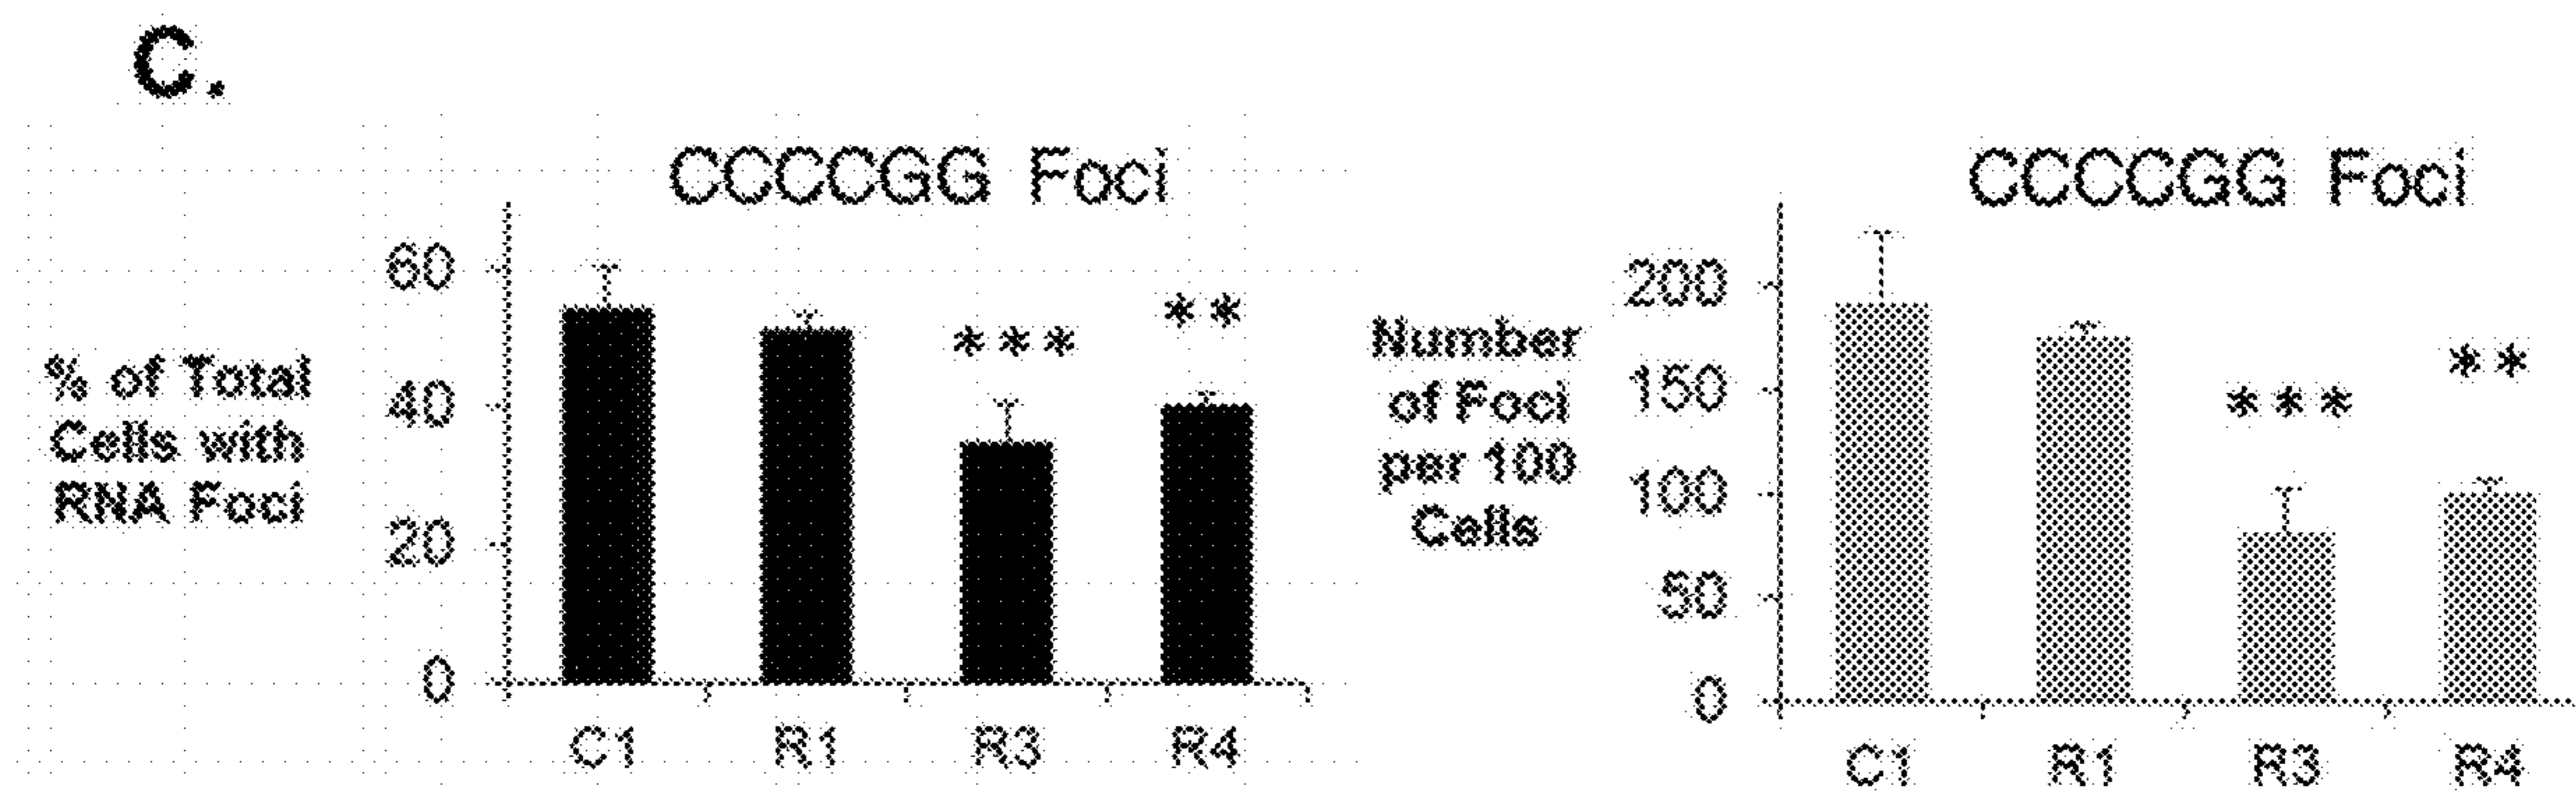 C.
CCCCGG Foci
% of Total
Cells with
RNA Foci
60
40
20
0
***
**
C1 R1 R3 R4
CCCCGG Foci
Number
of Foci
per 100
Cells
200
150
100
50
0
***
**
C1 R1 R3 R4